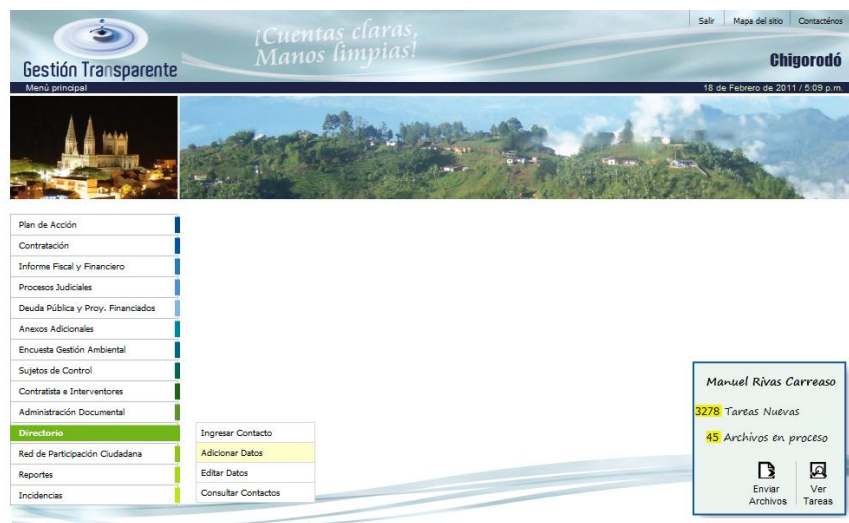 Salir Mapa del sitio Contacténos
¡Cuentas claras,
Manos limpias!
Chigorodó
Gestión Transparente
Menú principal 18 de Febrero de 2011 / 5:09 p.m.
Plan de Acción
Contratación
Informe Fiscal y Financiero
Procesos Judiciales
Deuda Pública y Proy. Financiados
Anexos Adicionales
Encuesta Gestión Ambiental
Sujetos de Control
Contratista e Interventores
Administración Documental
Directorio
Red de Participación Ciudadana
Reportes
Incidencias
Ingresar Contacto
Adicionar Datos
Editar Datos
Consultar Contactos
Manuel Rivas Carreaso
3278 Tareas Nuevas
45 Archivos en proceso
Enviar Archivos
Ver Tareas